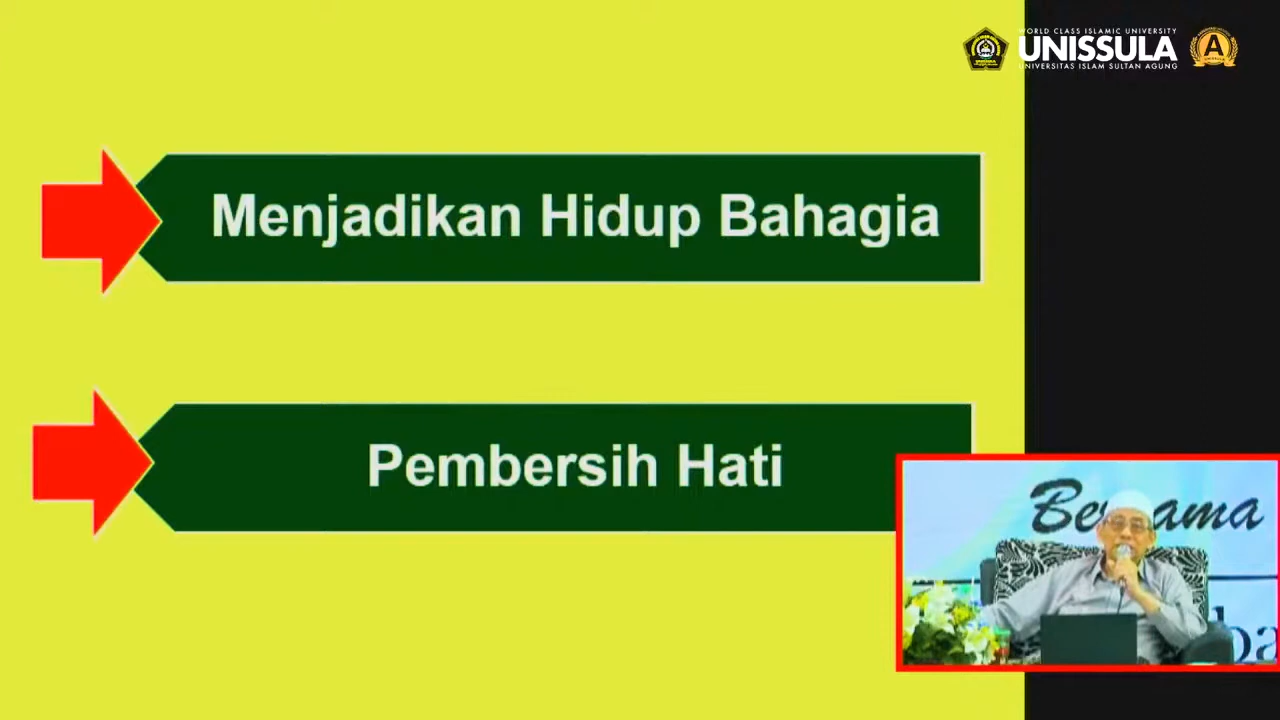 WORLD CLASS ISLAMIC UNIVERSITY
UNISSULA
UNIVERSITAS ISLAM SULTAN AGUNG
A
Menjadikan Hidup Bahagia
Pembersih Hati